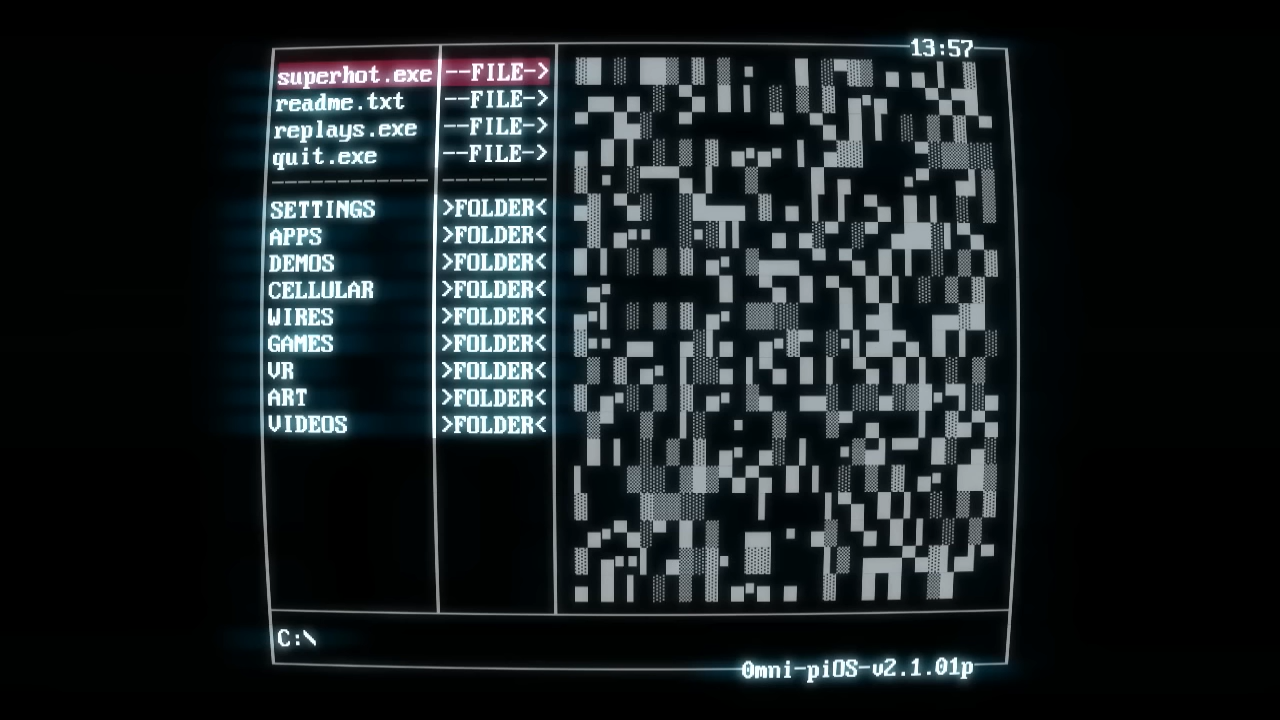 13:57
superhot.exe --FILE->
readme.txt --FILE->
replays.exe --FILE->
quit.exe --FILE->
SETTINGS >FOLDER<
APPS >FOLDER<
DEMOS >FOLDER<
CELLULAR >FOLDER<
WIRES >FOLDER<
GAMES >FOLDER<
VR >FOLDER<
ART >FOLDER<
VIDEOS >FOLDER<
C:\
0mni-piOS-v2.1.01p